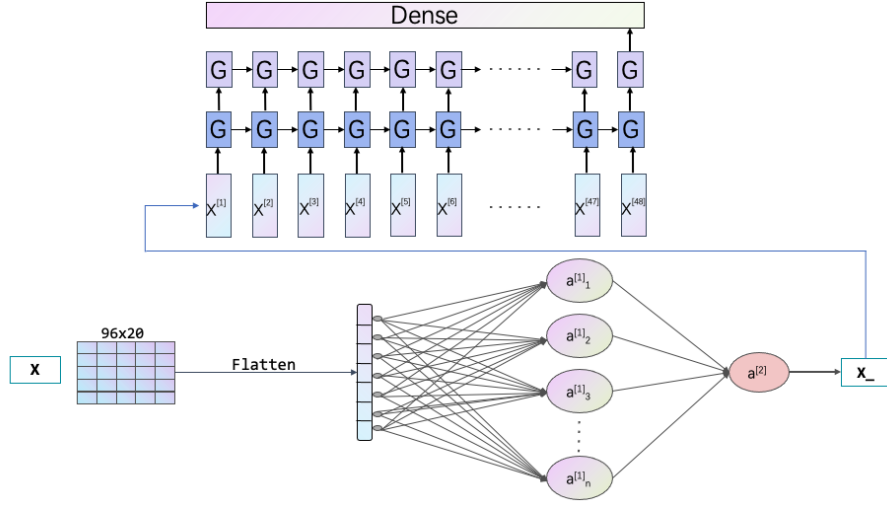 Dense
G G G G G G ...... G G
G G G G G G ...... G G
X[1] X[2] X[3] X[4] X[5] X[6] ...... X[47] X[48]
a[1]1
96x20
a[1]2
X
Flatten
a[2]
X_
a[1]3
a[1]n